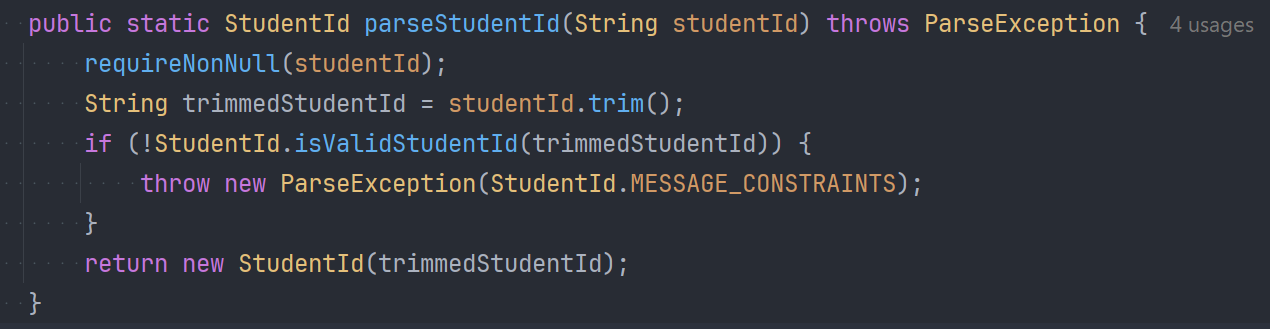 public static StudentId parseStudentId(String studentId) throws ParseException { 4 usages
    requireNonNull(studentId);
    String trimmedStudentId = studentId.trim();
    if (!StudentId.isValidStudentId(trimmedStudentId)) {
        throw new ParseException(StudentId.MESSAGE_CONSTRAINTS);
    }
    return new StudentId(trimmedStudentId);
}